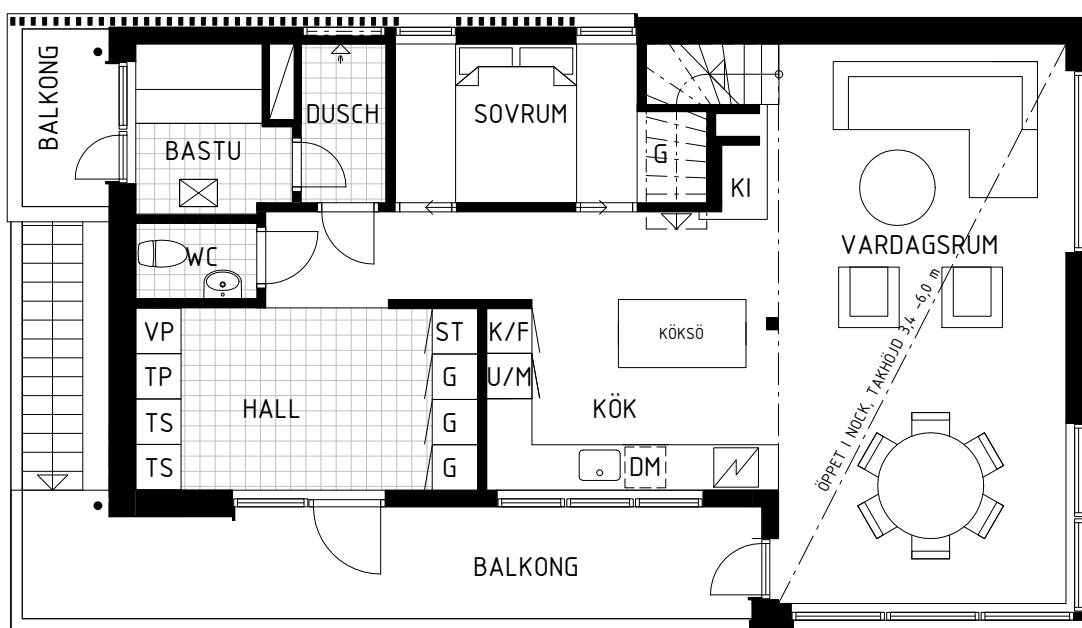 BALKONG
DUSCH
SOVRUM
BASTU
G
KI
WC
VARDAGSRUM
VP
ST
K/F
KÖKSÖ
TP
G
U/M
HALL
KÖK
TS
G
TS
G
DM
ÖPPET I NOCK, TAKHÖJD 3,4 -6,0 m
BALKONG